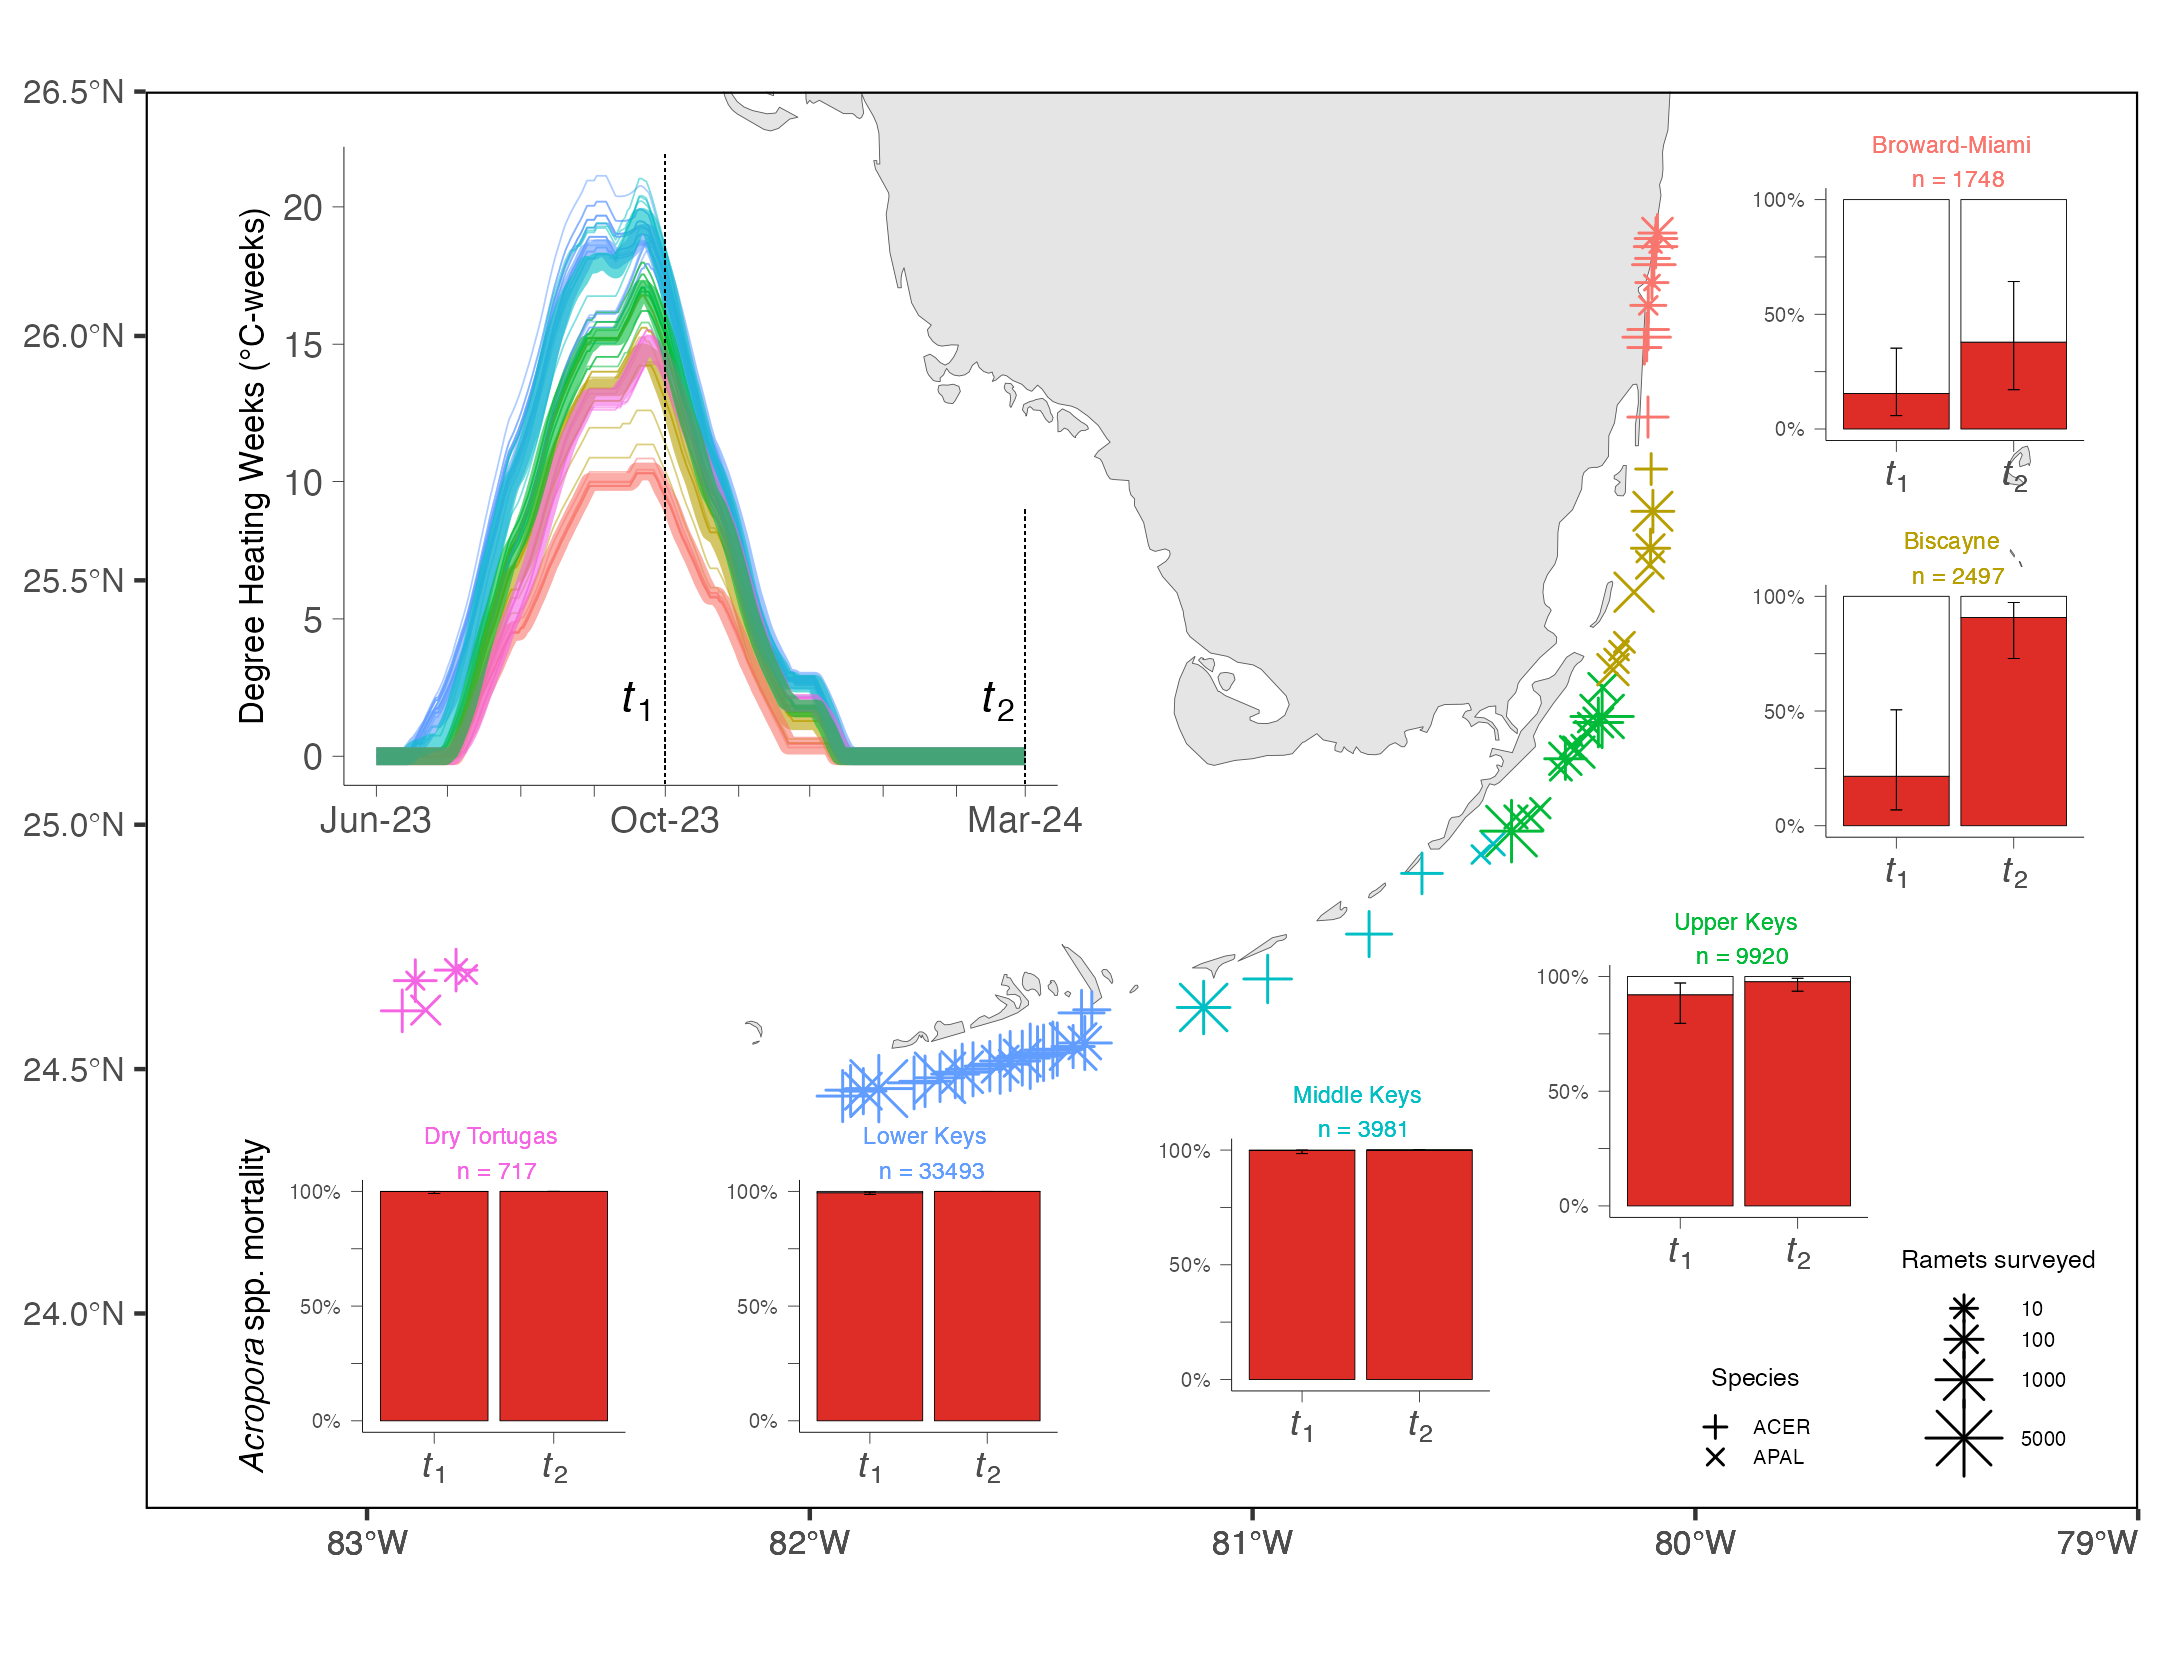 26.5°N
26.0°N
25.5°N
25.0°N
24.5°N
24.0°N
83°W
82°W
81°W
80°W
79°W
Degree Heating Weeks (°C-weeks)
20
15
10
5
0
t1
t2
Jun-23
Oct-23
Mar-24
Broward-Miami
n = 1748
100%
50%
0%
t1
t2
Biscayne
n = 2497
100%
50%
0%
t1
t2
Upper Keys
n = 9920
100%
50%
0%
t1
t2
Middle Keys
n = 3981
100%
50%
0%
t1
t2
Lower Keys
n = 33493
100%
50%
0%
t1
t2
Acropora spp. mortality
Dry Tortugas
n = 717
100%
50%
0%
t1
t2
Species
ACER
APAL
Ramets surveyed
10
100
1000
5000